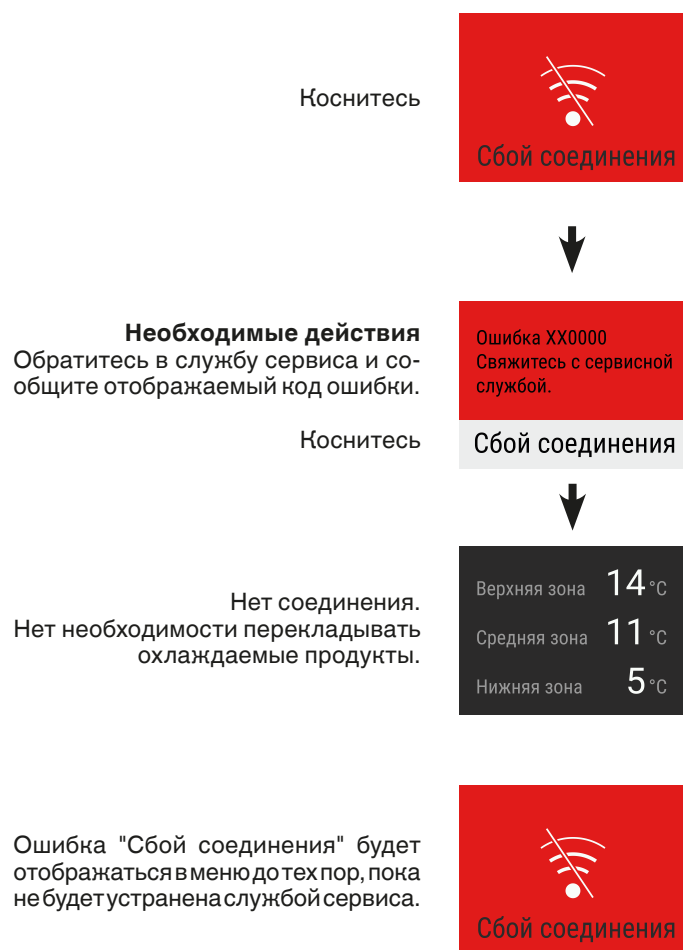 Коснитесь
Сбой соединения
Необходимые действия
Обратитесь в службу сервиса и со-
общите отображаемый код ошибки.
Ошибка XX0000
Свяжитесь с сервисной
службой.
Коснитесь
Сбой соединения
Нет соединения.
Нет необходимости перекладывать
охлаждаемые продукты.
Верхняя зона 14 °C
Средняя зона 11 °C
Нижняя зона 5 °C
Ошибка "Сбой соединения" будет
отображаться в меню до тех пор, пока
не будет устранена службой сервиса.
Сбой соединения